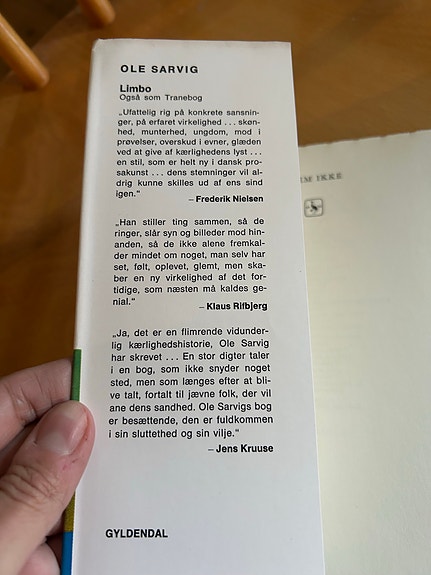 OLE SARVIG
Limbo
Også som Tranebog
„Ufattelig rig på konkrete sansnin-
ger, på erfaret virkelighed . . . skøn-
hed, munterhed, ungdom, mod i
prøvelser, overskud i evner, glæden
ved at give af kærlighedens lyst . . .
en stil, som er helt ny i dansk pro-
sakunst . . . dens stemninger vil al-
drig kunne skilles ud af ens sind
igen.“
– Frederik Nielsen
„Han stiller ting sammen, så de
ringer, slår syn og billeder mod hin-
anden, så de ikke alene fremkal-
der mindet om noget, man selv har
set, følt, oplevet, glemt, men ska-
ber en ny virkelighed af det for-
tidige, som næsten må kaldes ge-
nial.“
– Klaus Rifbjerg
„Ja, det er en flimrende vidunder-
lig kærlighedshistorie, Ole Sarvig
har skrevet . . . En stor digter taler
i en bog, som ikke snyder noget
sted, men som længes efter at bli-
ve talt, fortalt til jævne folk, der vil
ane dens sandhed. Ole Sarvigs bog
er besættende, den er fuldkommen
i sin sluttethed og sin vilje.“
– Jens Kruuse
GYLDENDAL
IKKE